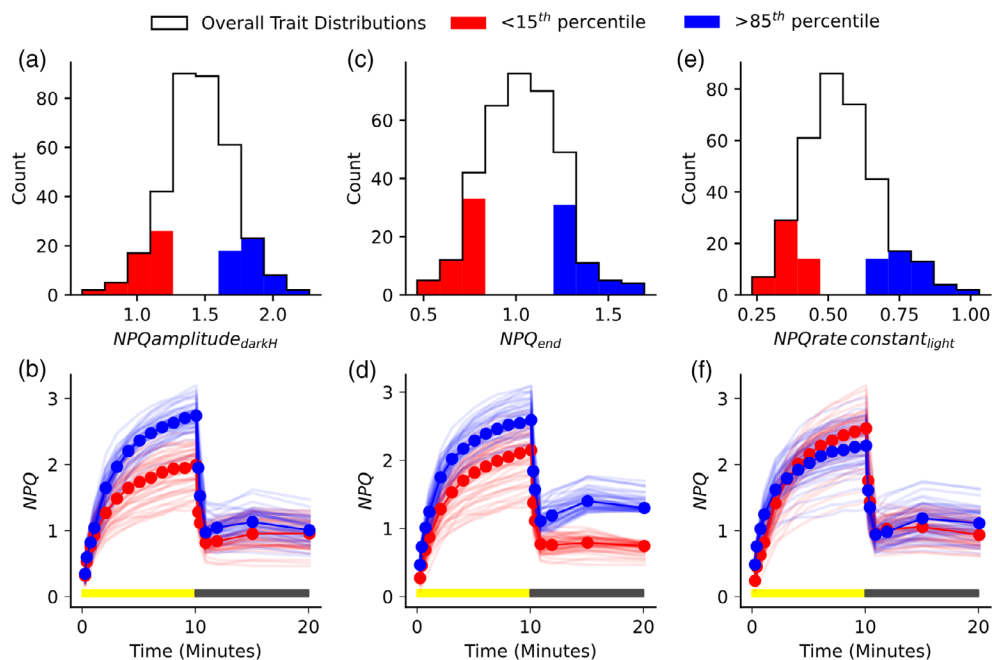 Overall Trait Distributions <15th percentile >85th percentile
(a) (c) (e)
80
60
40
20
0
Count
1.0 1.5 2.0
NPQamplitude_darkH
60
40
20
0
Count
0.5 1.0 1.5
NPQ_end
80
60
40
20
0
Count
0.25 0.50 0.75 1.00
NPQrate constant_light
(b) (d) (f)
3
2
1
0
NPQ
0 10 20
Time (Minutes)
3
2
1
0
NPQ
0 10 20
Time (Minutes)
3
2
1
0
NPQ
0 10 20
Time (Minutes)